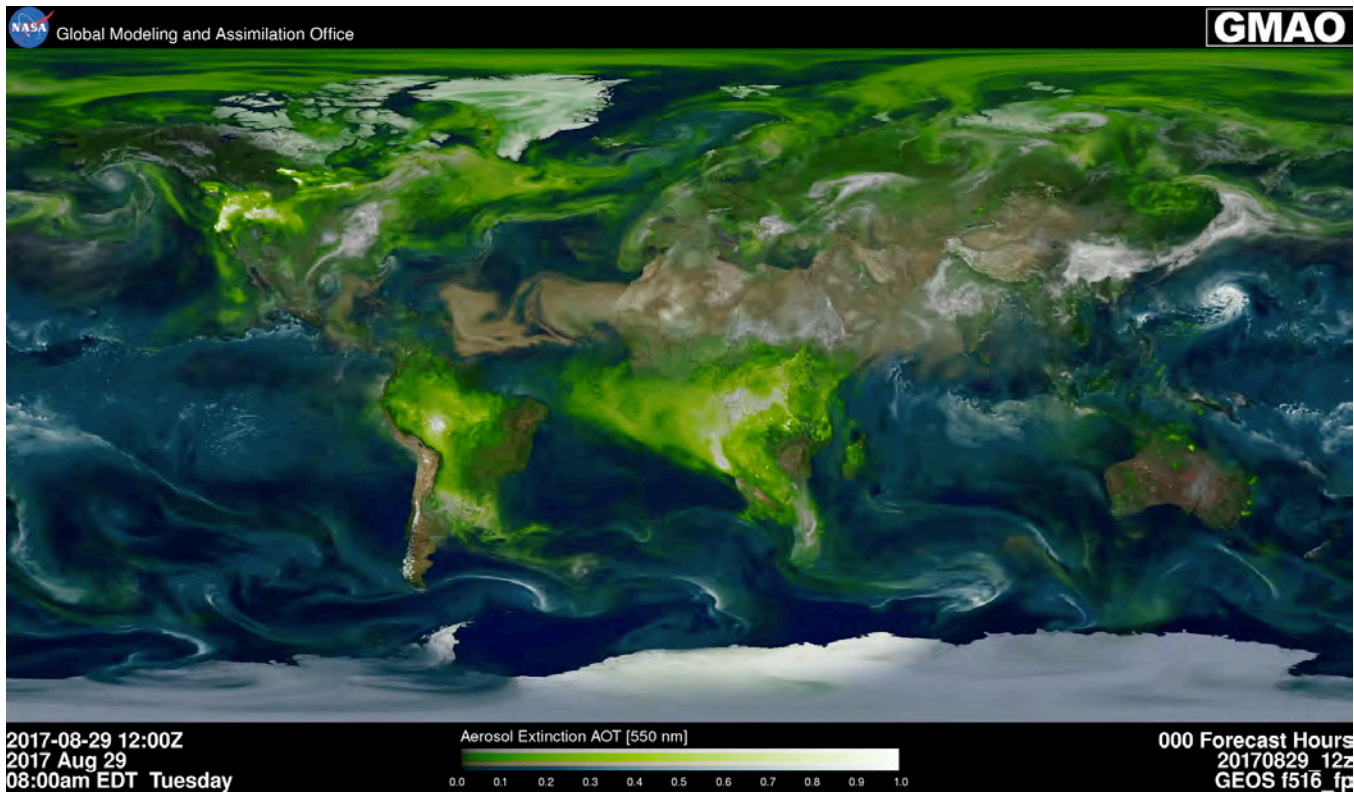 NASA
Global Modeling and Assimilation Office
GMAO
2017-08-29 12:00Z
2017 Aug 29
08:00am EDT Tuesday
Aerosol Extinction AOT [550 nm]
0.0 0.1 0.2 0.3 0.4 0.5 0.6 0.7 0.8 0.9 1.0
000 Forecast Hours
20170829_12z
GEOS f516_fp